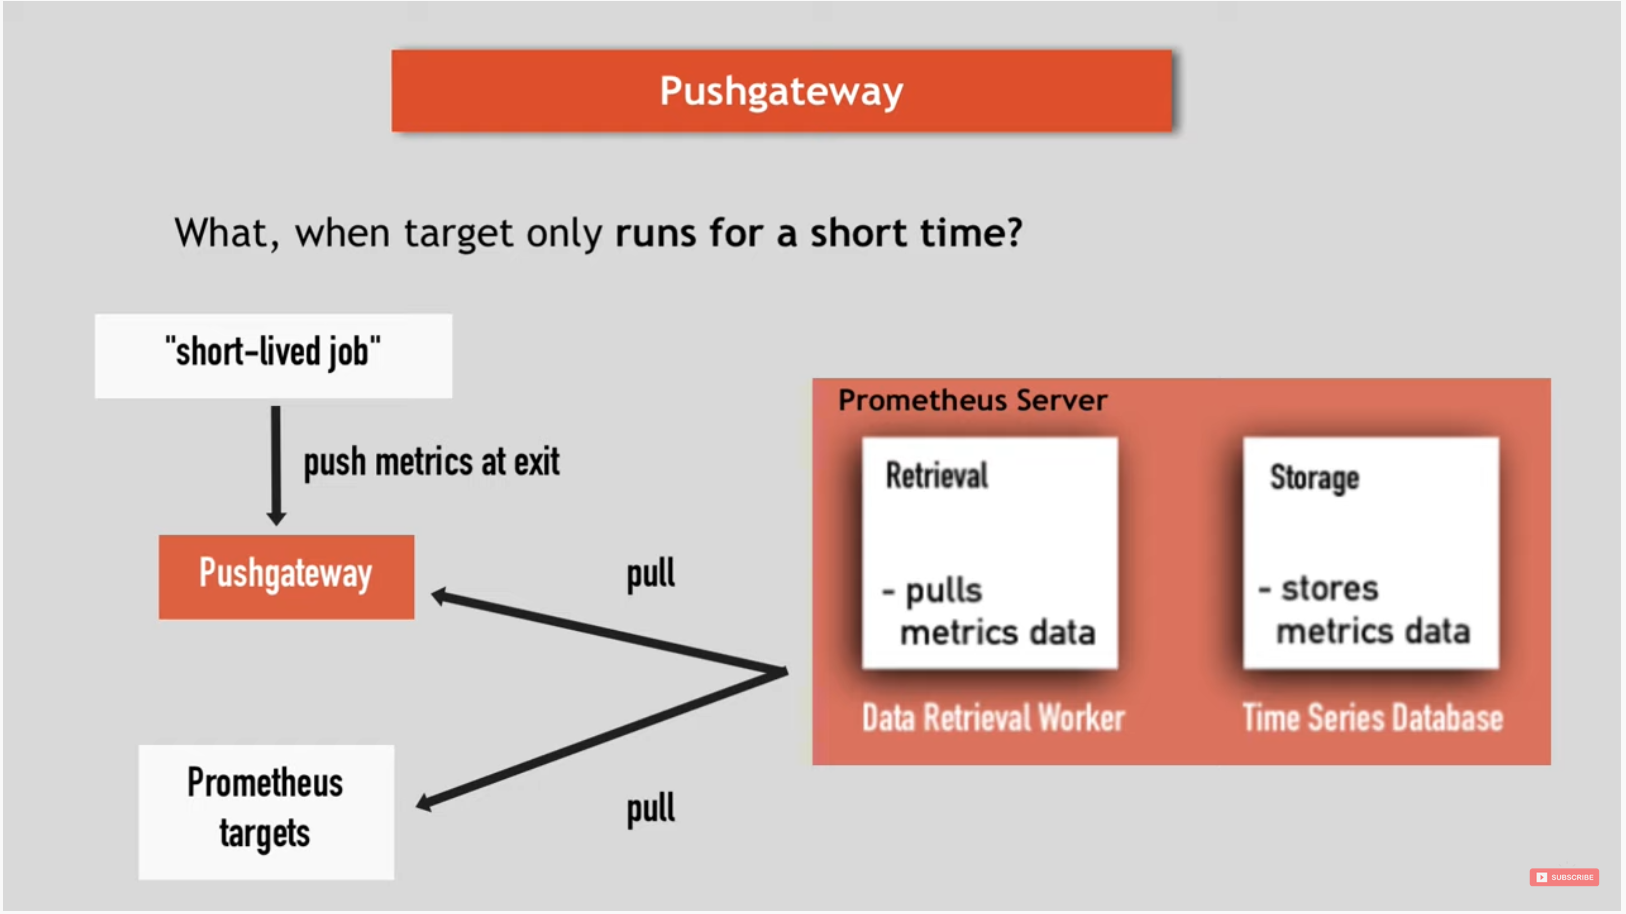 Pushgateway
What, when target only runs for a short time?
"short-lived job"
push metrics at exit
Pushgateway
pull
Prometheus
targets
pull
Prometheus Server
Retrieval
- pulls
metrics data
Data Retrieval Worker
Storage
- stores
metrics data
Time Series Database
SUBSCRIBE